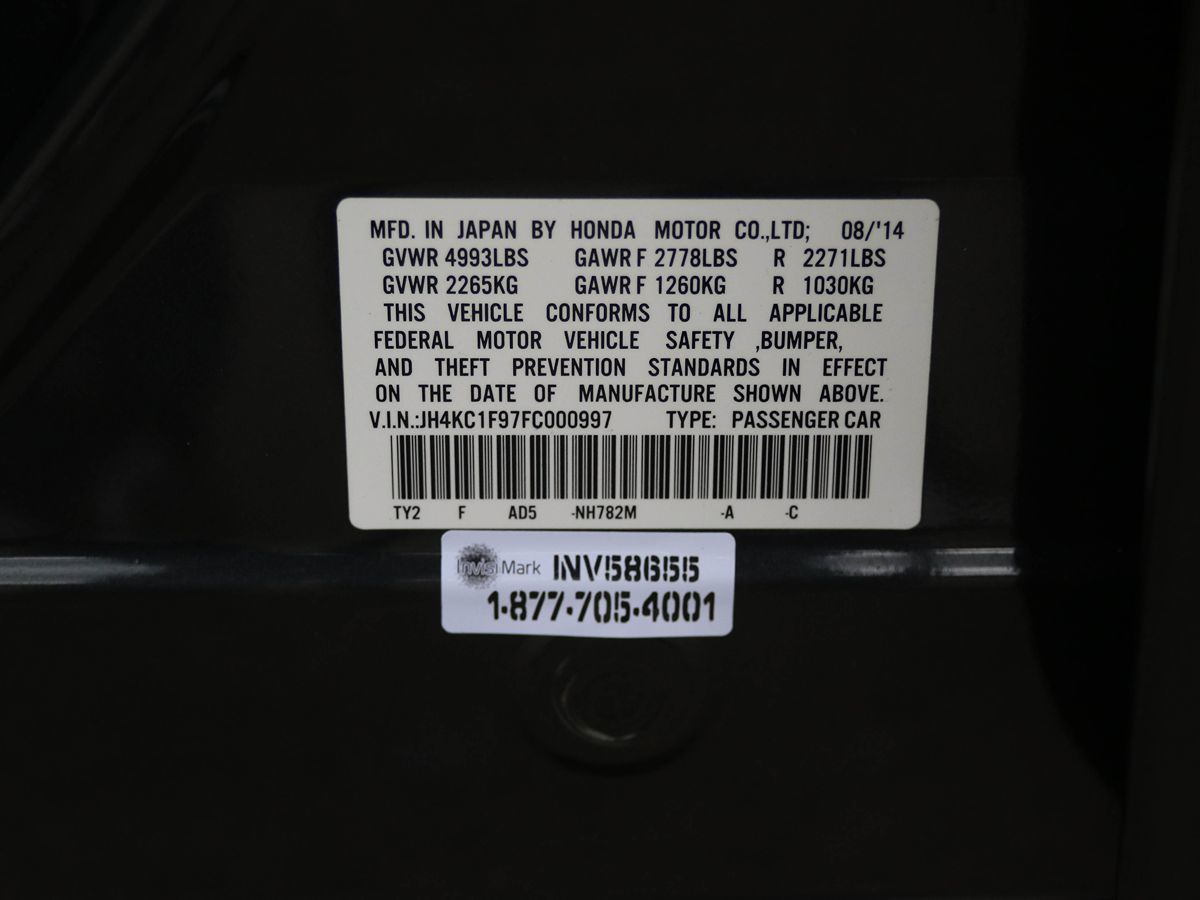 MFD. IN JAPAN BY HONDA MOTOR CO.,LTD; 08/'14
GVWR 4993LBS GAWR F 2778LBS R 2271LBS
GVWR 2265KG GAWR F 1260KG R 1030KG
THIS VEHICLE CONFORMS TO ALL APPLICABLE
FEDERAL MOTOR VEHICLE SAFETY ,BUMPER,
AND THEFT PREVENTION STANDARDS IN EFFECT
ON THE DATE OF MANUFACTURE SHOWN ABOVE.
V.I.N.:JH4KC1F97FC000997 TYPE: PASSENGER CAR
TY2 F AD5 -NH782M -A -C
InvisiMark INV58655
1-877-705-4001